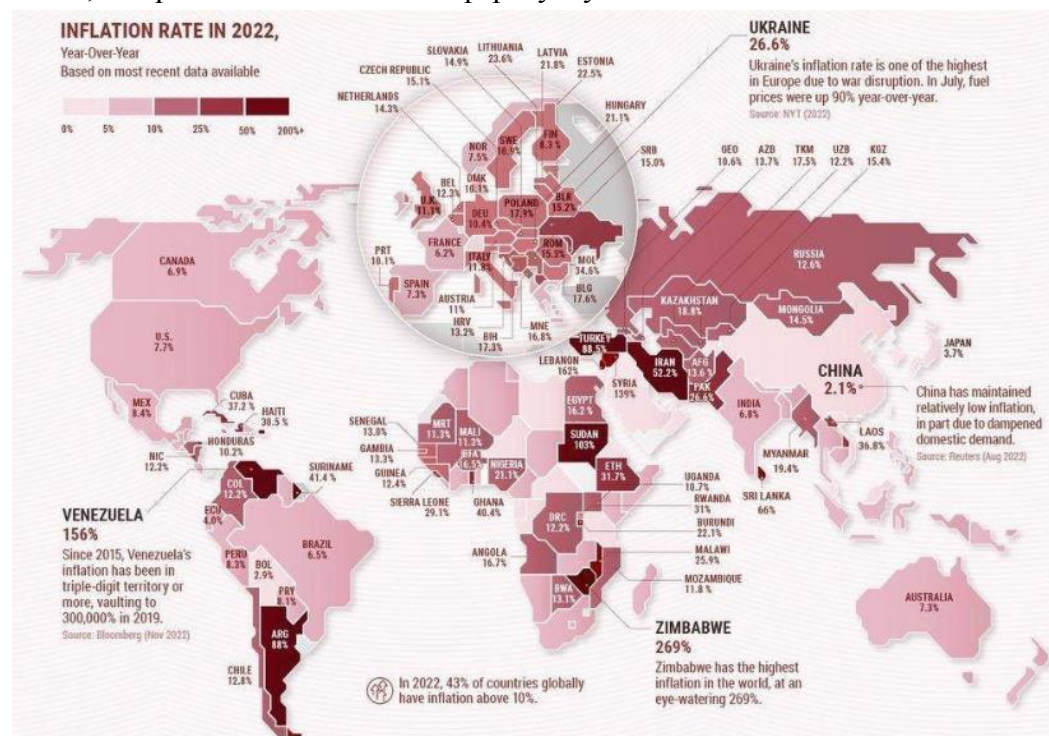 INFLATION RATE IN 2022,
Year-Over-Year
Based on most recent data available
0% 5% 10% 25% 50% 200%+
UKRAINE
26.6%
Ukraine's inflation rate is one of the highest
in Europe due to war disruption. In July, fuel
prices were up 90% year-over-year.
Source: NYT (2022)
SLOVAKIA
14.9%
LITHUANIA
23.6%
LATVIA
21.8%
ESTONIA
22.5%
CZECH REPUBLIC
15.1%
NETHERLANDS
14.3%
HUNGARY
21.1%
SRB
15.0%
GEO
10.6%
AZB
13.7%
TKM
17.5%
UZB
12.2%
KGZ
15.4%
NOR
7.5%
SWE
10.9%
FIN
8.3 %
BEL
12.3%
DMK
10.1%
U.K.
11.1%
DEU
10.4%
POLAND
17.9%
BLR
15.2%
FRANCE
6.2%
ITALY
11.8%
ROM
15.3%
MOL
34.6%
PRT
10.1%
SPAIN
7.3%
AUSTRIA
11%
HRV
13.2%
BIH
17.3%
MNE
16.8%
BLG
17.6%
CANADA
6.9%
U.S.
7.7%
MEX
8.4%
CUBA
37.2 %
HAITI
38.5 %
HONDURAS
10.2%
NIC
12.2%
SURINAME
41.4 %
COL
12.2%
ECU
4.0%
PERU
8.3%
BRAZIL
6.5%
BOL
2.9%
PRY
8.1%
ARG
88%
CHILE
12.8%
VENEZUELA
156%
Since 2015, Venezuela's
inflation has been in
triple-digit territory or
more, vaulting to
300,000% in 2019.
Source: Bloomberg (Nov 2022)
RUSSIA
12.6%
KAZAKHSTAN
18.8%
MONGOLIA
14.5%
JAPAN
3.7%
TURKEY
88.5%
LEBANON
162%
SYRIA
139%
IRAN
52.2%
AFG
13.6 %
PAK
26.6%
INDIA
6.8%
CHINA
2.1%
China has maintained
relatively low inflation,
in part due to dampened
domestic demand.
Source: Reuters (Aug 2022)
LAOS
36.8%
MYANMAR
19.4%
SRI LANKA
66%
SENEGAL
13.0%
GAMBIA
13.3%
GUINEA
12.4%
SIERRA LEONE
29.1%
MRT
11.3%
MALI
11.3%
BFA
16.5%
GHANA
40.4%
NIGERIA
21.1%
EGYPT
16.2 %
SUDAN
103%
ETH
31.7%
UGANDA
10.7%
RWANDA
31%
BURUNDI
22.1%
MALAWI
25.9%
MOZAMBIQUE
11.8 %
DRC
12.2%
ANGOLA
16.7%
BWA
13.1%
ZIMBABWE
269%
Zimbabwe has the highest
inflation in the world, at an
eye-watering 269%.
AUSTRALIA
7.3%
In 2022, 43% of countries globally
have inflation above 10%.